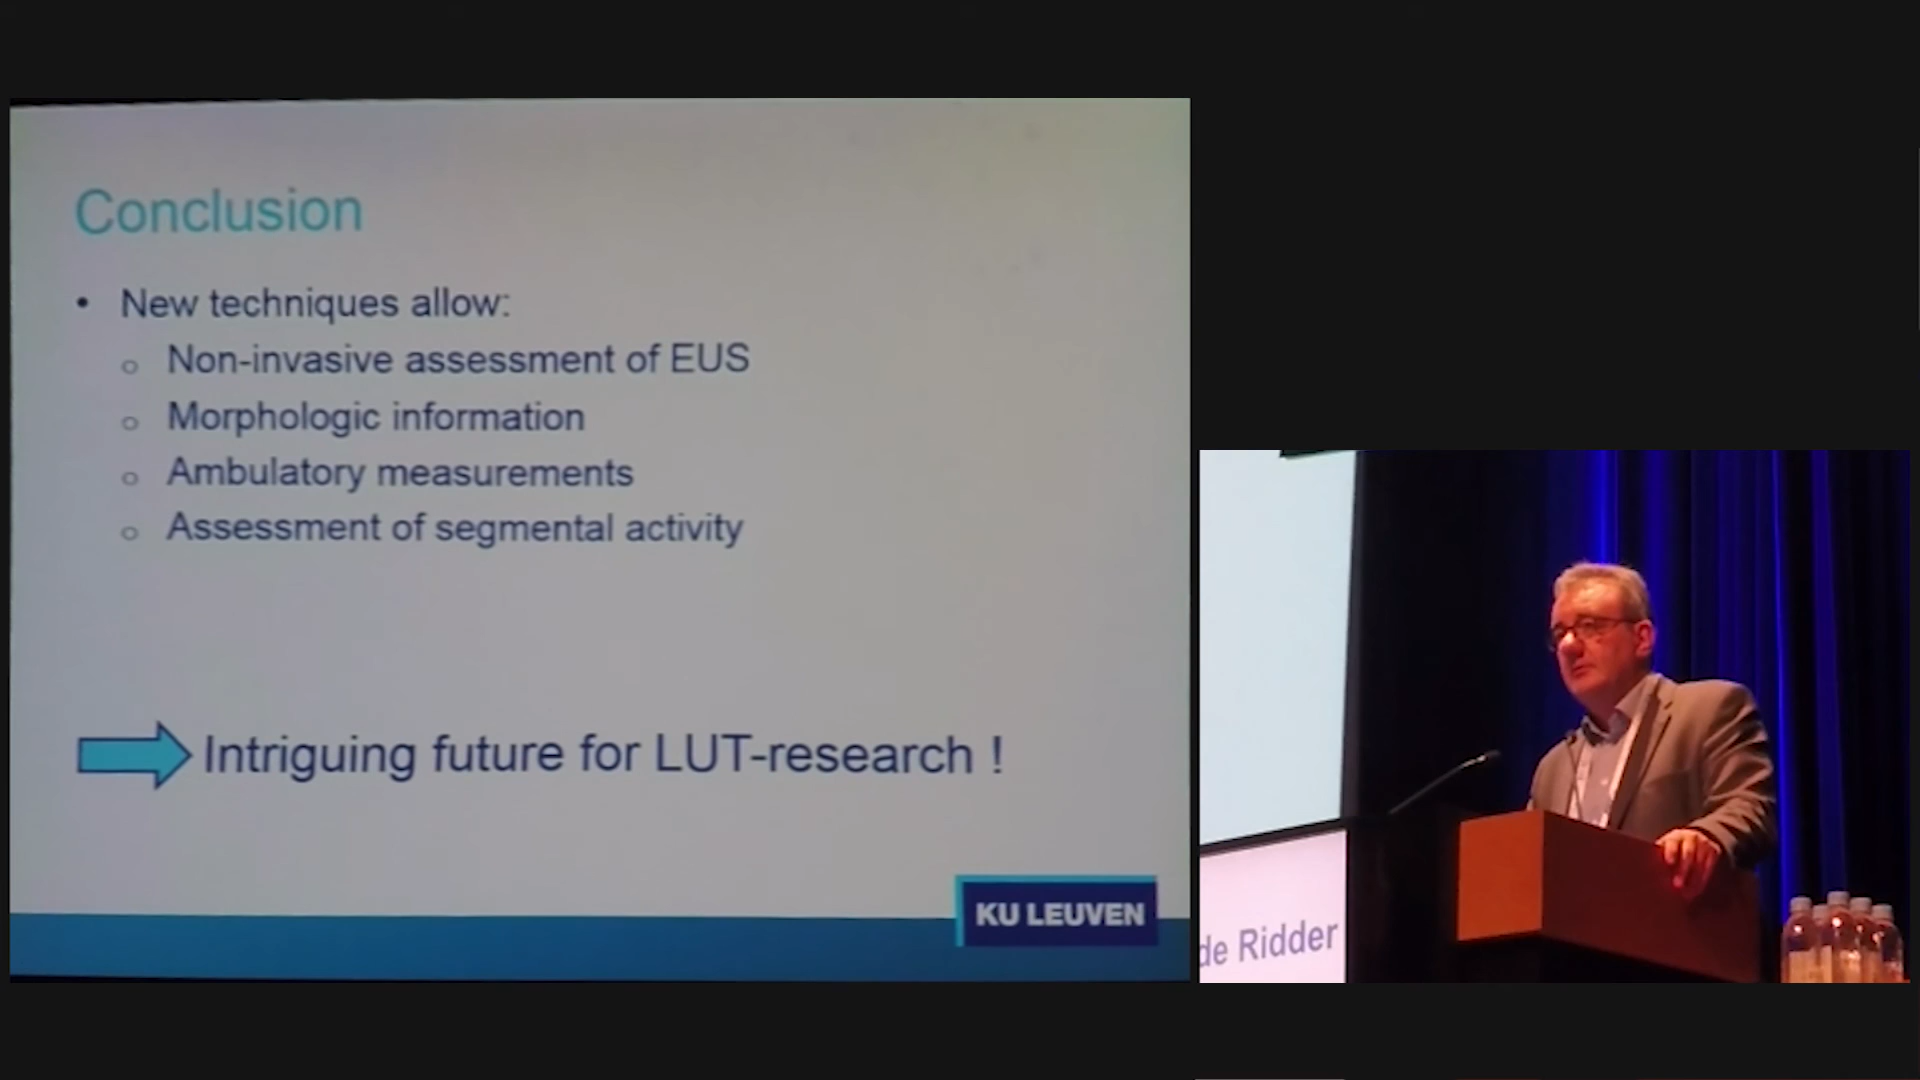 Conclusion
• New techniques allow:
o Non-invasive assessment of EUS
o Morphologic information
o Ambulatory measurements
o Assessment of segmental activity
Intriguing future for LUT-research !
KU LEUVEN
de Ridder